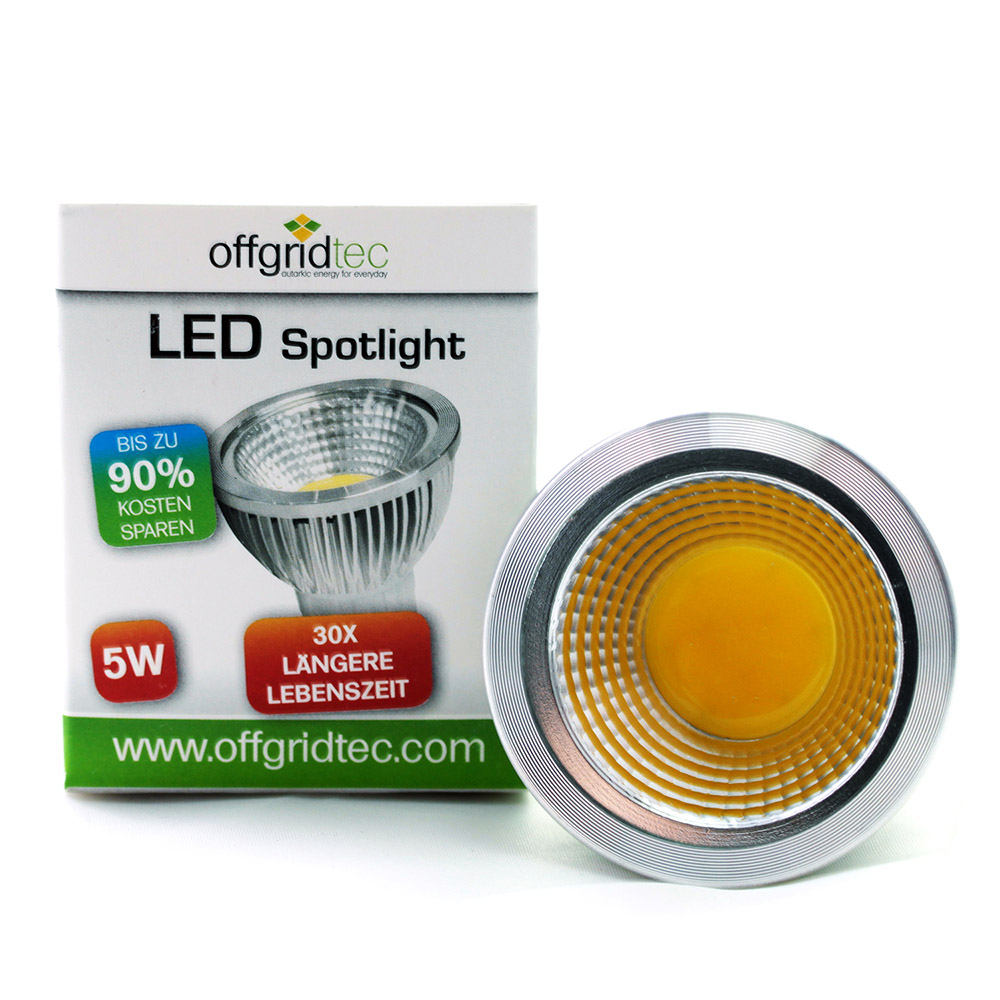 offgridtec
autarkic energy for everyday
LED Spotlight
BIS ZU
90%
KOSTEN
SPAREN
5W
30X
LÄNGERE
LEBENSZEIT
www.offgridtec.com